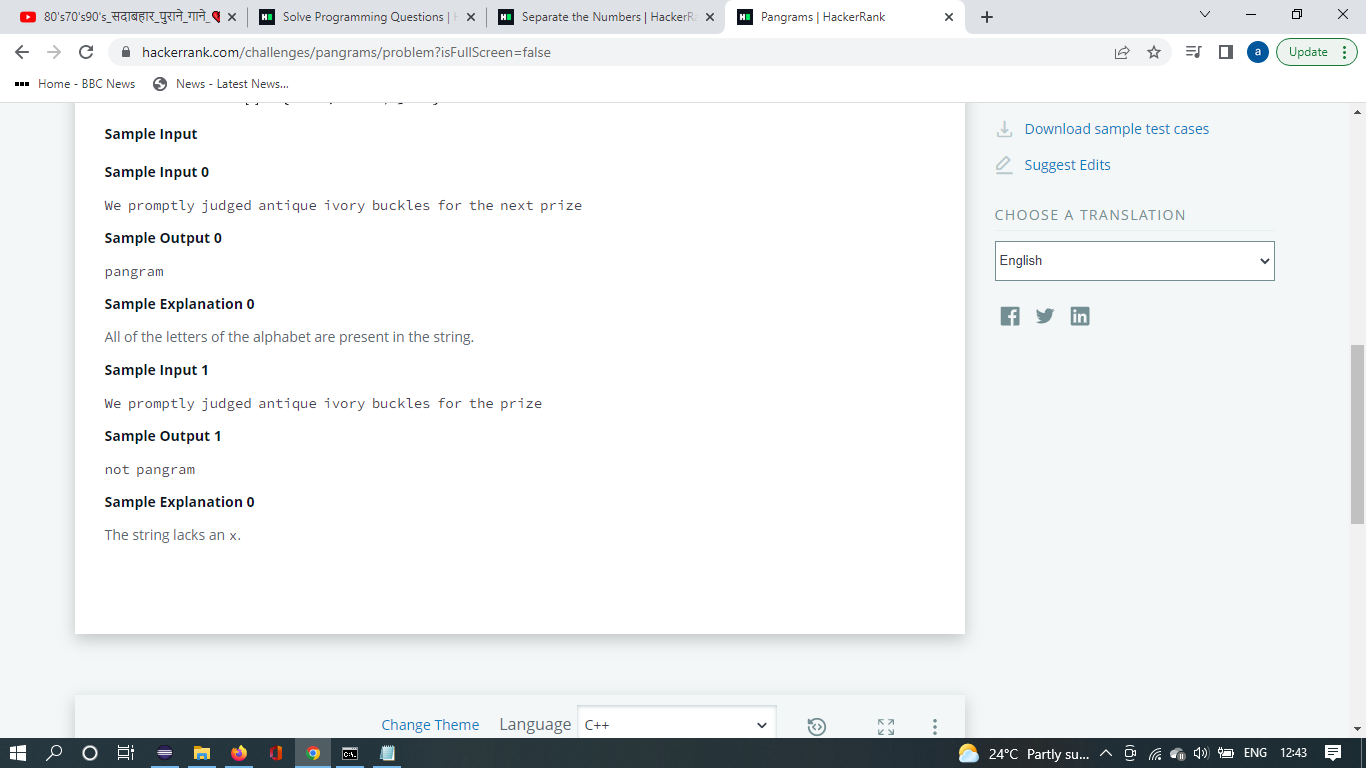 80's70's90's_सदाबहार_पुराने_गाने_
Solve Programming Questions |
Separate the Numbers | HackerR
Pangrams | HackerRank
hackerrank.com/challenges/pangrams/problem?isFullScreen=false
a
Update
Home - BBC News
News - Latest News...
Sample Input
Sample Input 0
We promptly judged antique ivory buckles for the next prize
Sample Output 0
pangram
Sample Explanation 0
All of the letters of the alphabet are present in the string.
Sample Input 1
We promptly judged antique ivory buckles for the prize
Sample Output 1
not pangram
Sample Explanation 0
The string lacks an x.
Download sample test cases
Suggest Edits
CHOOSE A TRANSLATION
English
Change Theme
Language
C++
24°C Partly su...
ENG
12:43